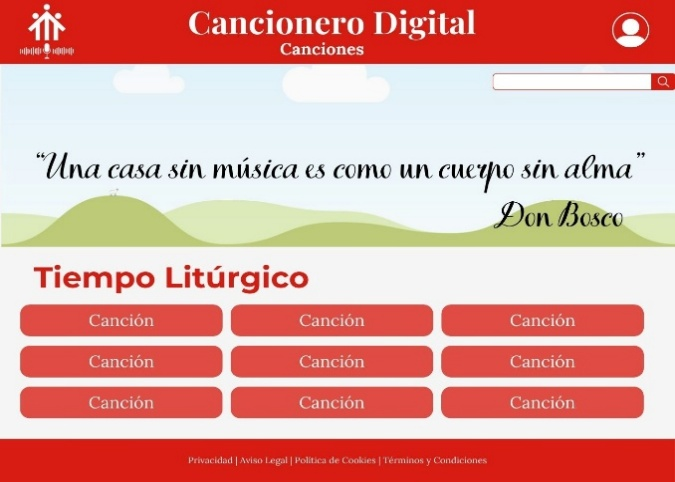 Cancionero Digital
Canciones
“Una casa sin música es como un cuerpo sin alma”
Don Bosco
Tiempo Litúrgico
Canción Canción Canción
Canción Canción Canción
Canción Canción Canción
Privacidad | Aviso Legal | Política de Cookies | Términos y Condiciones